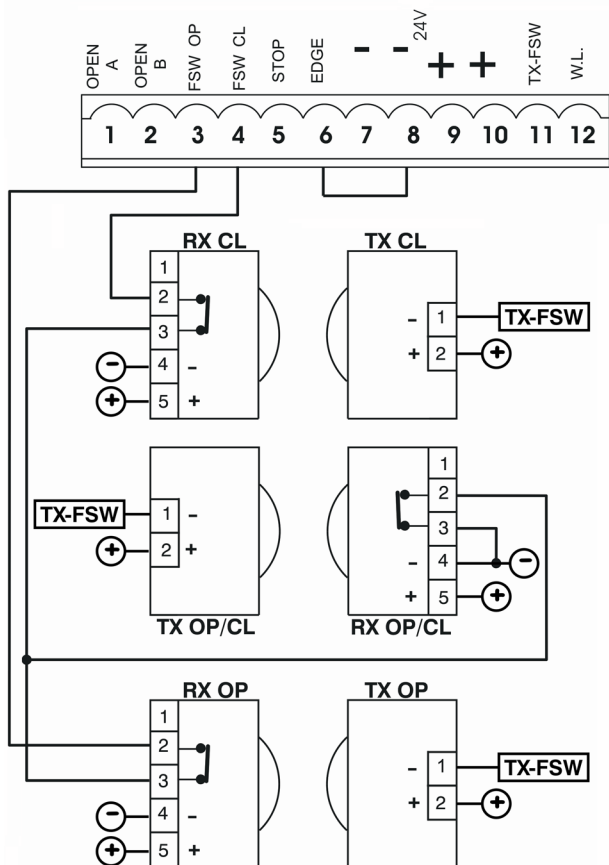 OPEN A
OPEN B
FSW OP
FSW CL
STOP
EDGE
- - 24V
+ +
TX-FSW
W.L.
1 2 3 4 5 6 7 8 9 10 11 12
RX CL
1
2
3
- 4 -
+ 5 +
TX CL
- 1 TX-FSW
+ 2 +
TX-FSW 1 -
+ 2 +
TX OP/CL
1
2
3
- 4 -
+ 5 +
RX OP/CL
RX OP
1
2
3
- 4 -
+ 5 +
TX OP
- 1 TX-FSW
+ 2 +